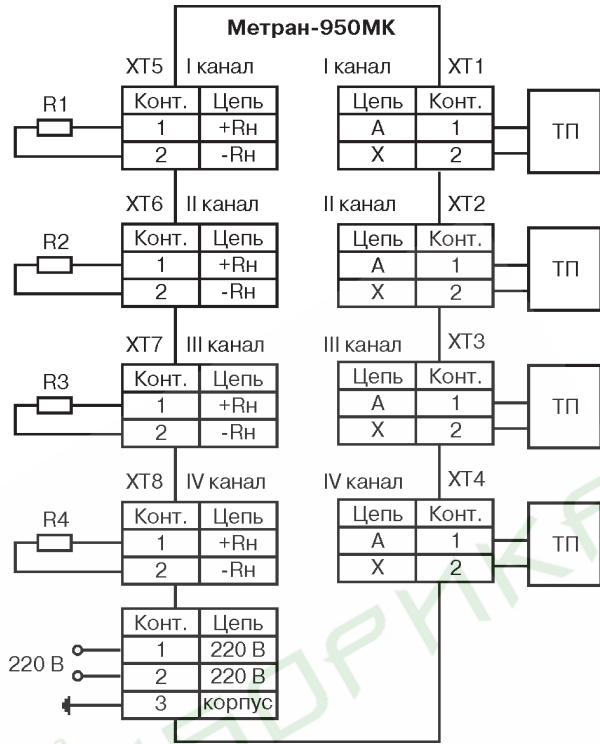 Метран-950МК
ХТ5 I канал
R1
Конт. Цепь
1 +Rн
2 -Rн
I канал ХТ1
Цепь Конт.
А 1
Х 2
ТП
ХТ6 II канал
R2
Конт. Цепь
1 +Rн
2 -Rн
II канал ХТ2
Цепь Конт.
А 1
Х 2
ТП
ХТ7 III канал
R3
Конт. Цепь
1 +Rн
2 -Rн
III канал ХТ3
Цепь Конт.
А 1
Х 2
ТП
ХТ8 IV канал
R4
Конт. Цепь
1 +Rн
2 -Rн
IV канал ХТ4
Цепь Конт.
А 1
Х 2
ТП
220 В
Конт. Цепь
1 220 В
2 220 В
3 корпус